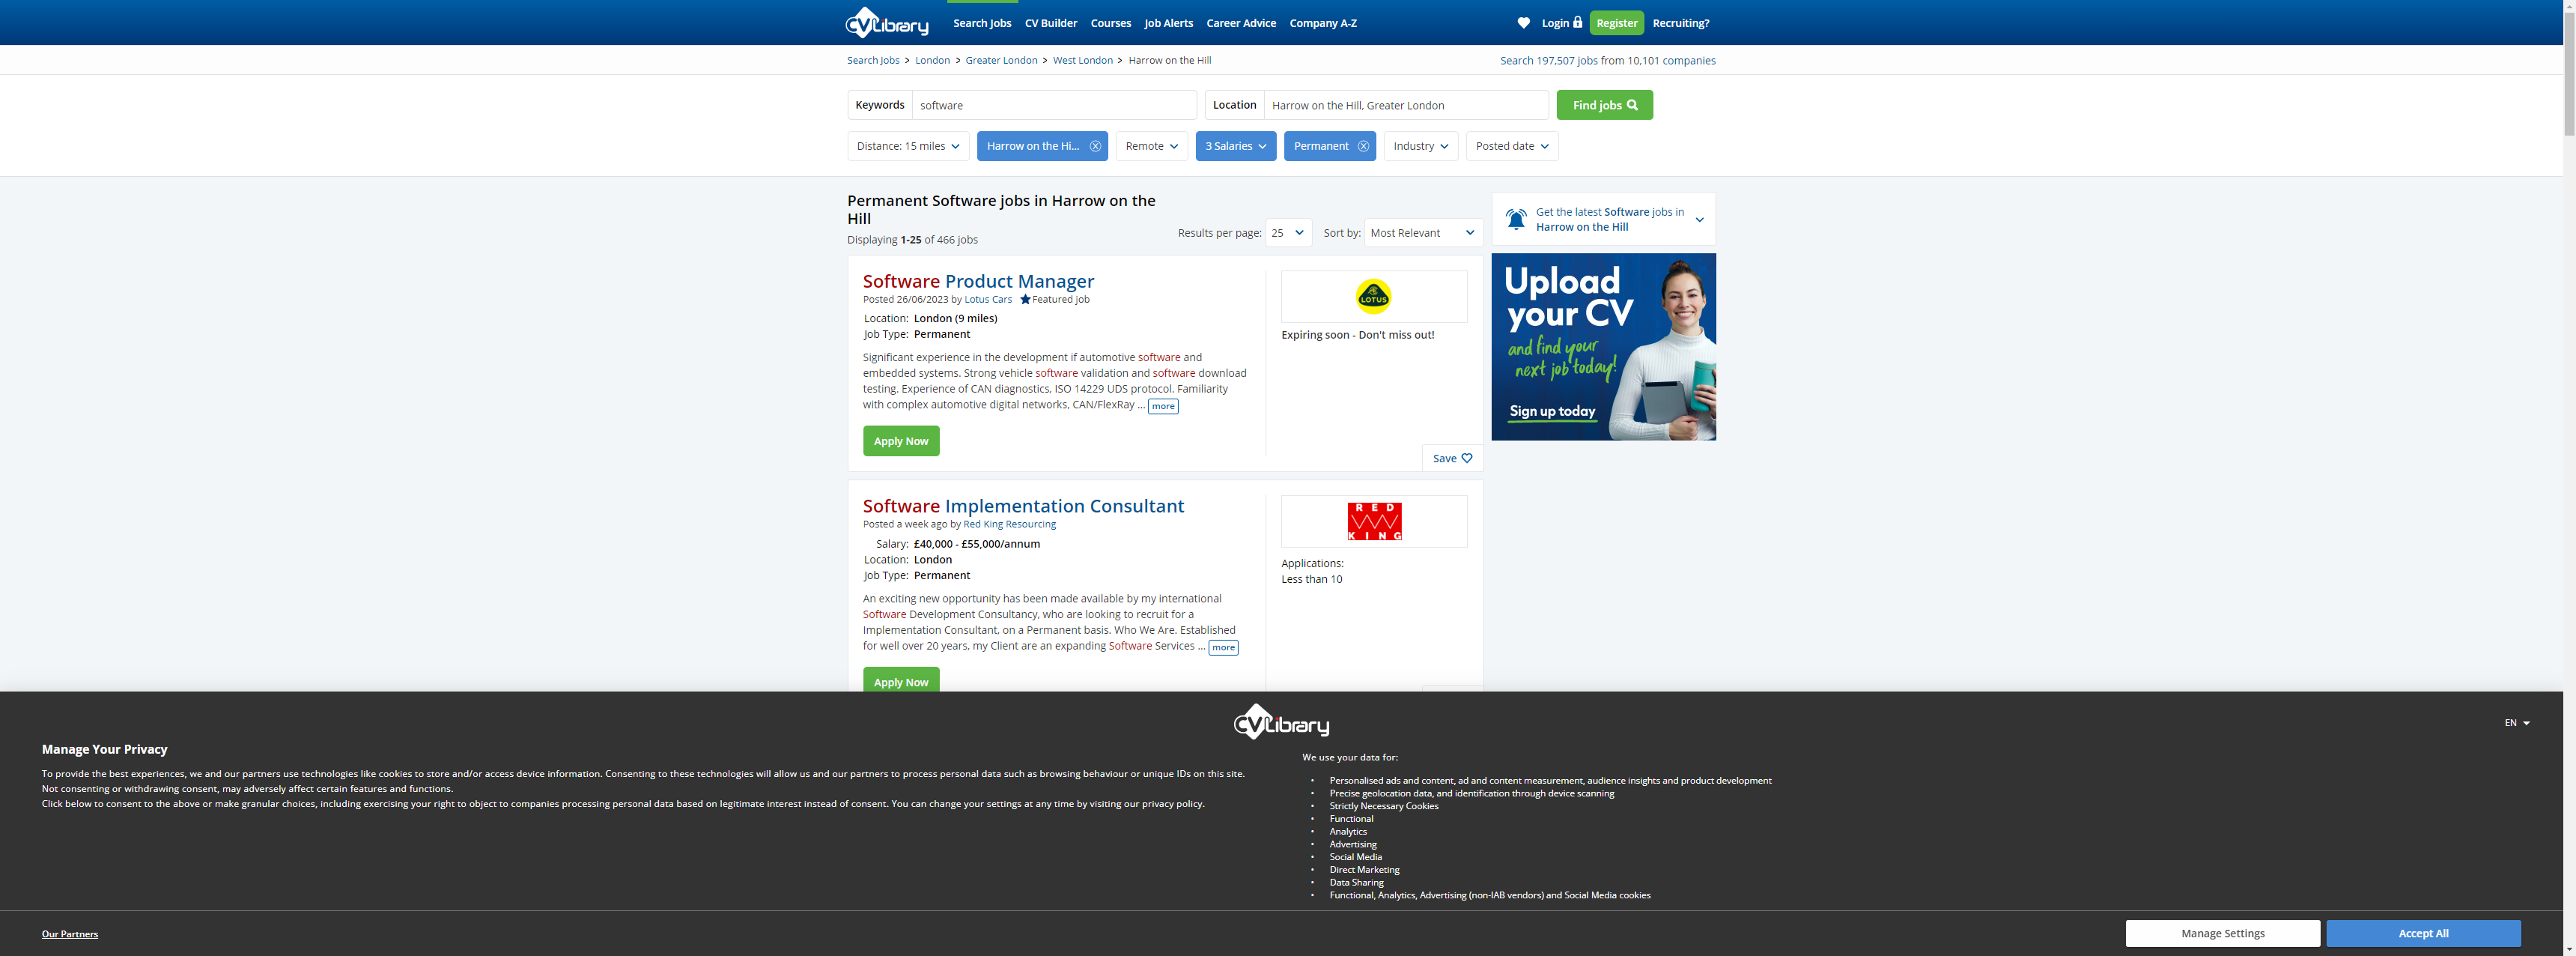 CVLibrary
Search Jobs CV Builder Courses Job Alerts Career Advice Company A-Z
Login Register Recruiting?
Search Jobs > London > Greater London > West London > Harrow on the Hill
Search 197,507 jobs from 10,101 companies
Keywords software
Location Harrow on the Hill, Greater London
Find jobs
Distance: 15 miles Harrow on the Hi... Remote 3 Salaries Permanent Industry Posted date
Permanent Software jobs in Harrow on the
Hill
Displaying 1-25 of 466 jobs
Results per page: 25 Sort by: Most Relevant
Software Product Manager
Posted 26/06/2023 by Lotus Cars Featured job
Location: London (9 miles)
Job Type: Permanent
Significant experience in the development if automotive software and
embedded systems. Strong vehicle software validation and software download
testing. Experience of CAN diagnostics, ISO 14229 UDS protocol. Familiarity
with complex automotive digital networks, CAN/FlexRay ... more
Apply Now
LOTUS
Expiring soon - Don't miss out!
Save
Software Implementation Consultant
Posted a week ago by Red King Resourcing
Salary: £40,000 - £55,000/annum
Location: London
Job Type: Permanent
An exciting new opportunity has been made available by my international
Software Development Consultancy, who are looking to recruit for a
Implementation Consultant, on a Permanent basis. Who We Are. Established
for well over 20 years, my Client are an expanding Software Services ... more
Apply Now
RED
KING
Applications:
Less than 10
Get the latest Software jobs in
Harrow on the Hill
Upload
your CV
and find your
next job today!
Sign up today
CVLibrary
EN
Manage Your Privacy
To provide the best experiences, we and our partners use technologies like cookies to store and/or access device information. Consenting to these technologies will allow us and our partners to process personal data such as browsing behaviour or unique IDs on this site.
Not consenting or withdrawing consent, may adversely affect certain features and functions.
Click below to consent to the above or make granular choices, including exercising your right to object to companies processing personal data based on legitimate interest instead of consent. You can change your settings at any time by visiting our privacy policy.
We use your data for:
• Personalised ads and content, ad and content measurement, audience insights and product development
• Precise geolocation data, and identification through device scanning
• Strictly Necessary Cookies
• Functional
• Analytics
• Advertising
• Social Media
• Direct Marketing
• Data Sharing
• Functional, Analytics, Advertising (non-IAB vendors) and Social Media cookies
Our Partners
Manage Settings
Accept All